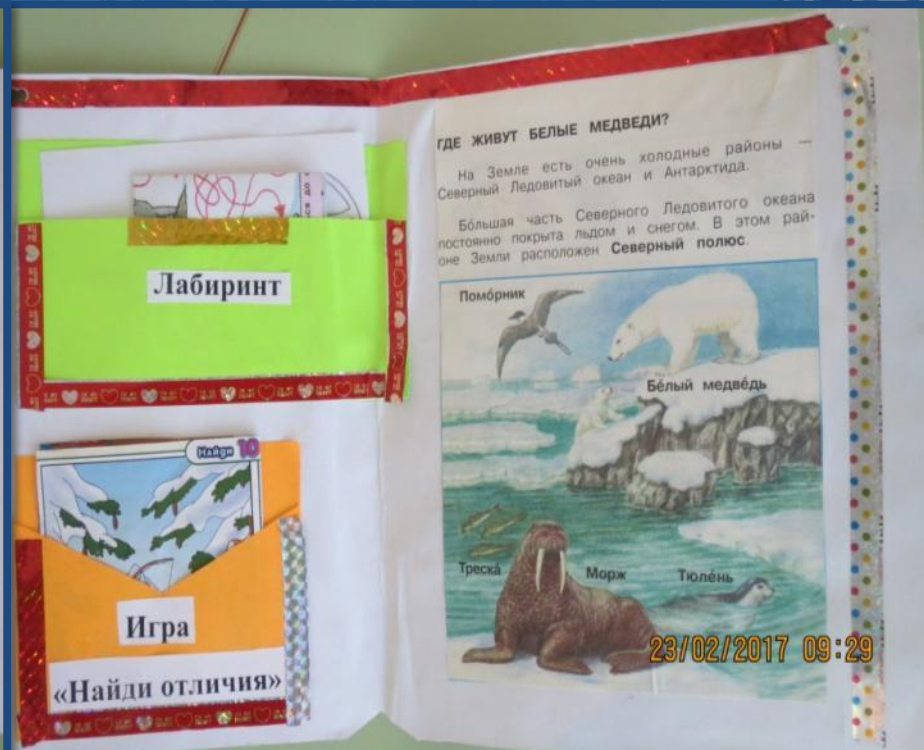 Лабиринт
Найди 10
Игра
«Найди отличия»
ГДЕ ЖИВУТ БЕЛЫЕ МЕДВЕДИ?
На Земле есть очень холодные районы —
Северный Ледовитый океан и Антарктида.
Бо́льшая часть Северного Ледовитого океана
постоянно покрыта льдом и снегом. В этом рай-
оне Земли расположен Северный полюс.
Помо́рник
Бе́лый медве́дь
Треска́
Морж
Тюле́нь
23/02/2017 09:29